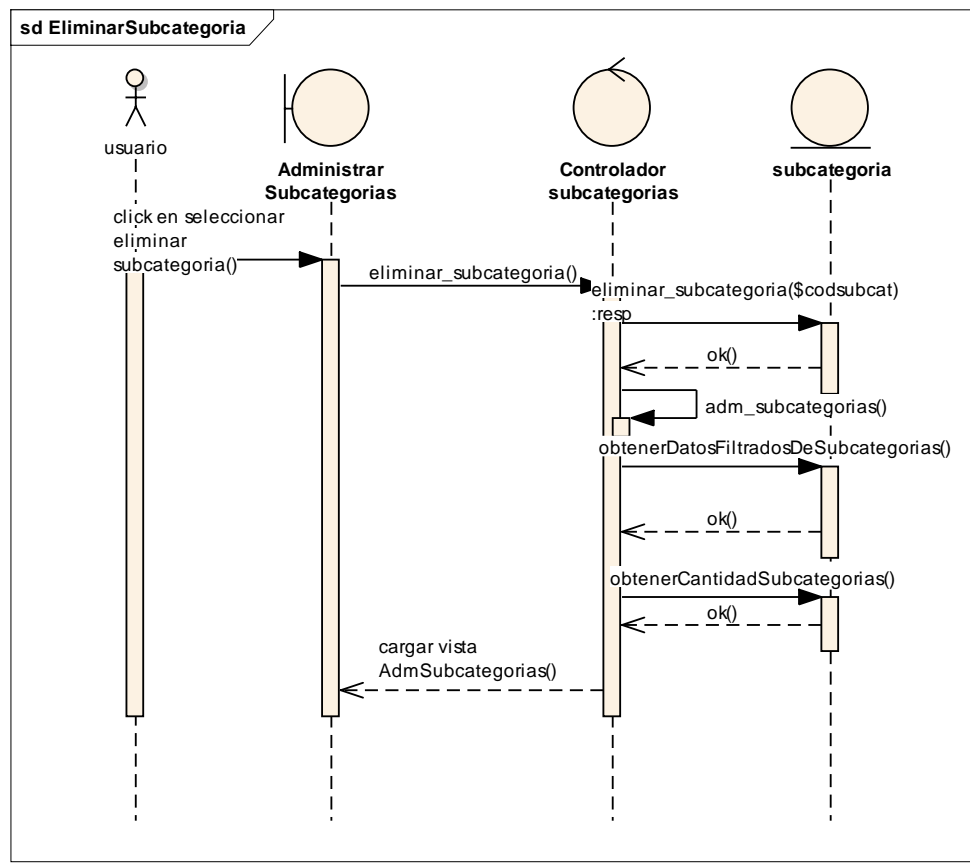 sd EliminarSubcategoria
usuario
Administrar
Subcategorias
Controlador
subcategorias
subcategoria
click en seleccionar
eliminar
subcategoria()
eliminar_subcategoria()
eliminar_subcategoria($codsubcat)
:resp
ok()
adm_subcategorias()
obtenerDatosFiltradosDeSubcategorias()
ok()
obtenerCantidadSubcategorias()
ok()
cargar vista
AdmSubcategorias()